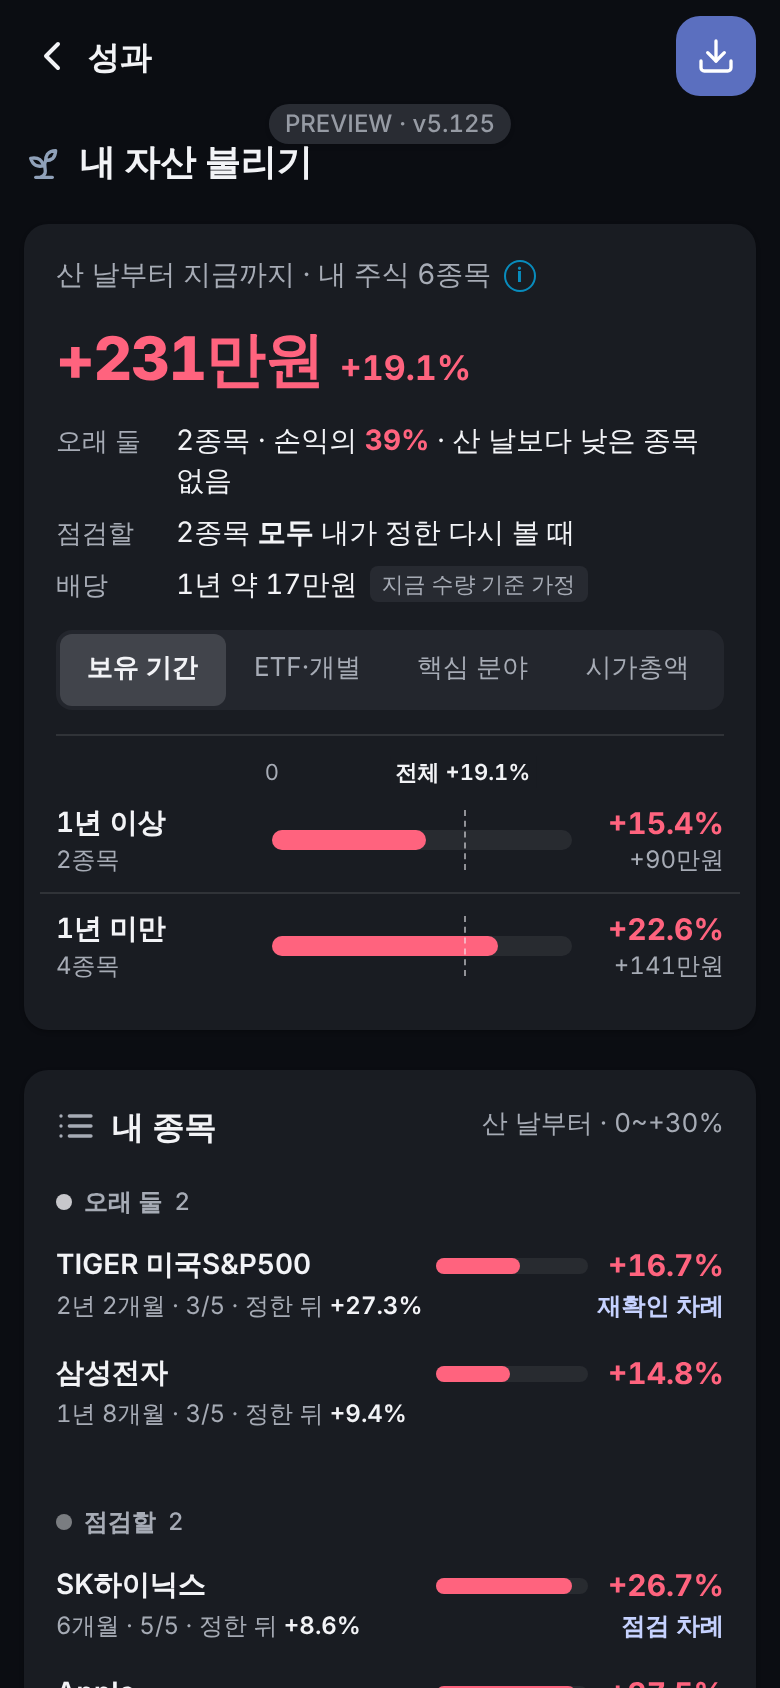 성과
PREVIEW · v5.125
내 자산 불리기
산 날부터 지금까지 · 내 주식 6종목 i
+231만원 +19.1%
오래 둘 2종목 · 손익의 39% · 산 날보다 낮은 종목
없음
점검할 2종목 모두 내가 정한 다시 볼 때
배당 1년 약 17만원 지금 수량 기준 가정
보유 기간 ETF·개별 핵심 분야 시가총액
0 전체 +19.1%
1년 이상 +15.4%
2종목 +90만원
1년 미만 +22.6%
4종목 +141만원
내 종목 산 날부터 · 0~+30%
오래 둘 2
TIGER 미국S&P500 +16.7%
2년 2개월 · 3/5 · 정한 뒤 +27.3% 재확인 차례
삼성전자 +14.8%
1년 8개월 · 3/5 · 정한 뒤 +9.4%
점검할 2
SK하이닉스 +26.7%
6개월 · 5/5 · 정한 뒤 +8.6% 점검 차례